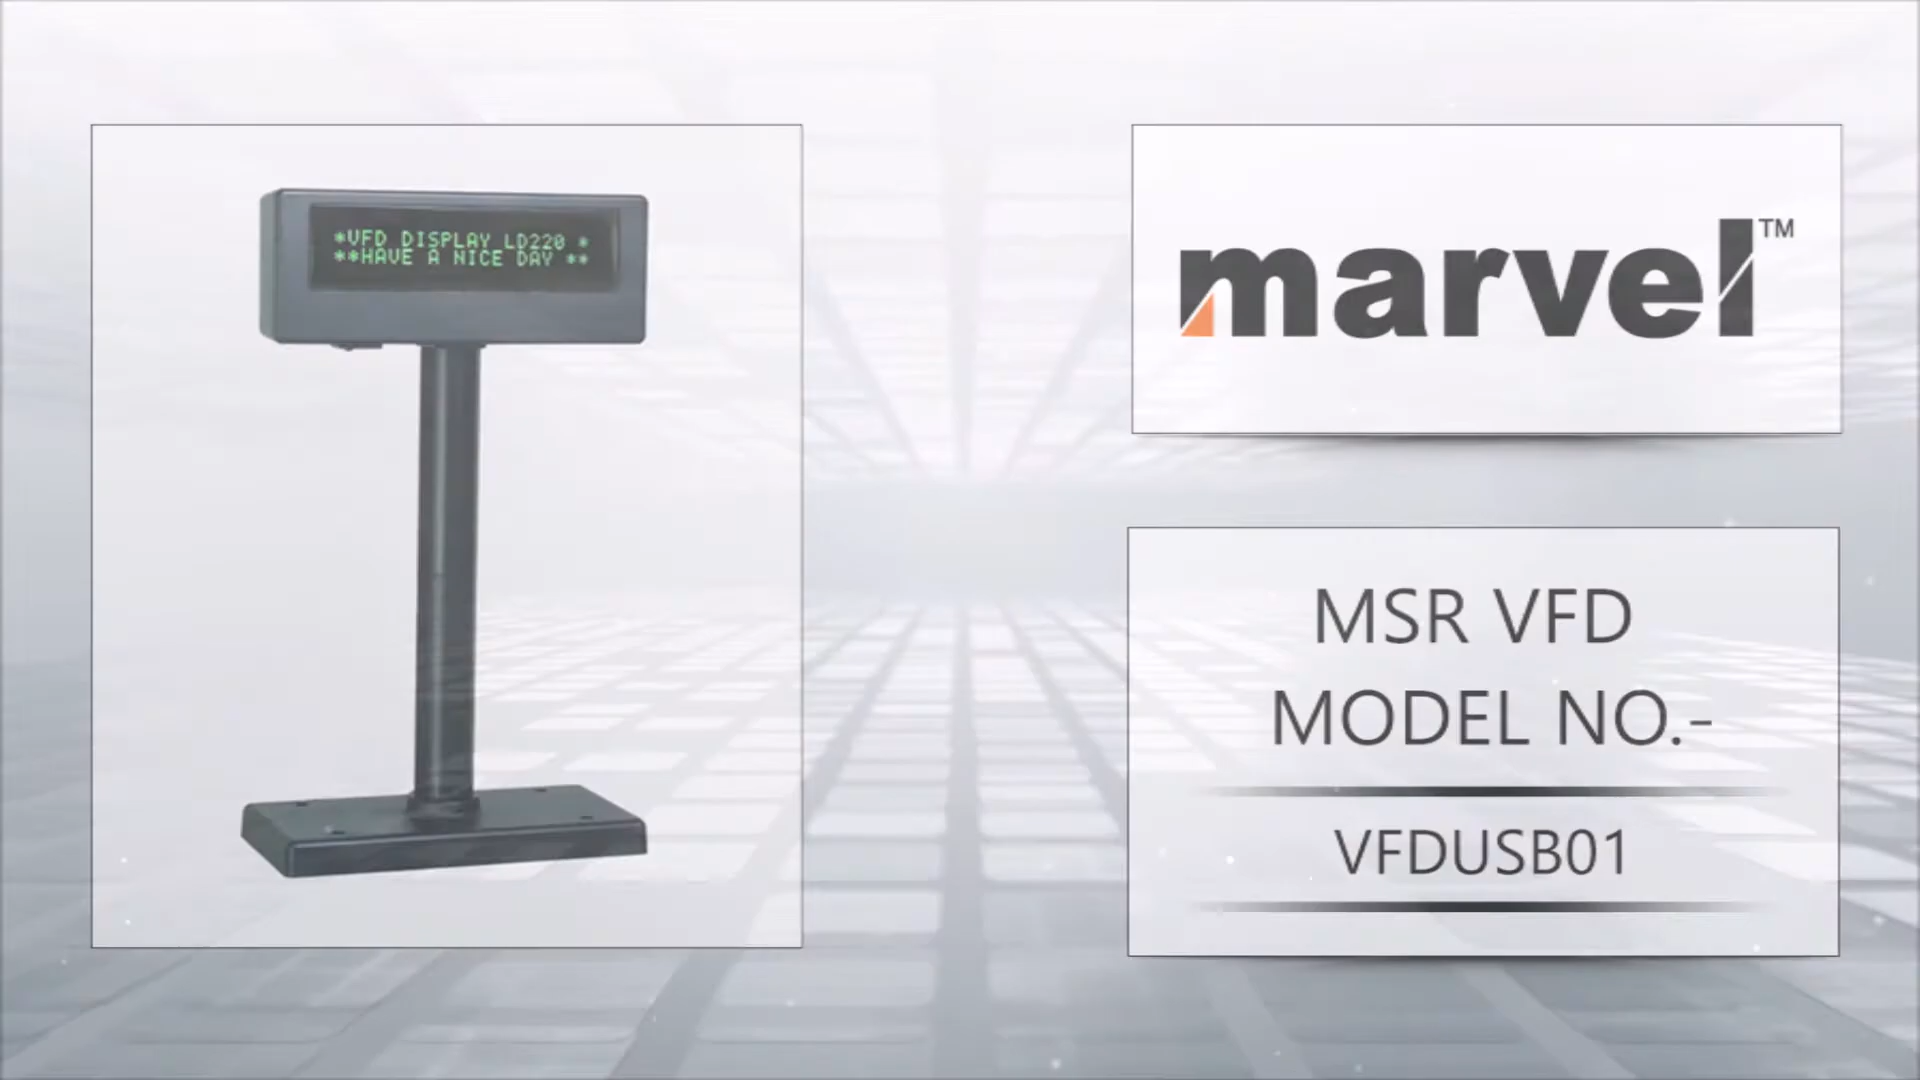 *VFD DISPLAY LD220 *
**HAVE A NICE DAY **
marvel™
MSR VFD
MODEL NO.-
VFDUSB01